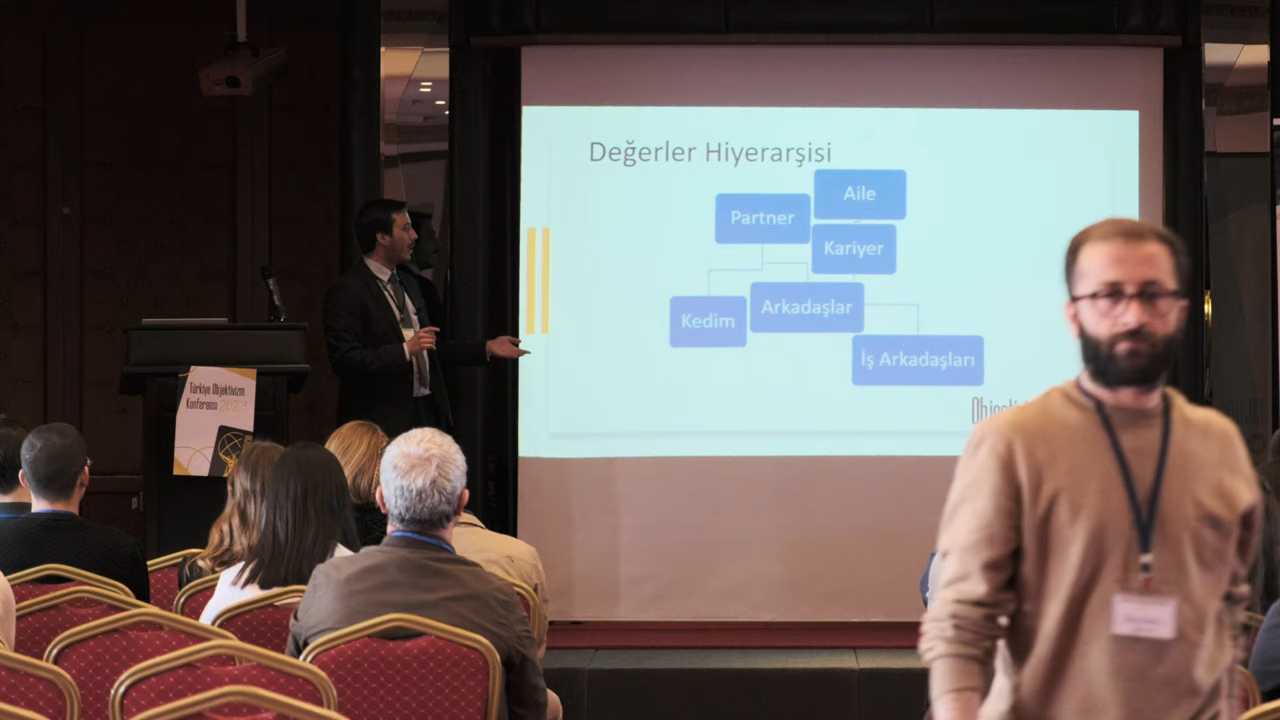 Değerler Hiyerarşisi
Aile
Partner
Kariyer
Arkadaşlar
Kedim
İş Arkadaşları
Türkiye Objektivizm
Konferansı